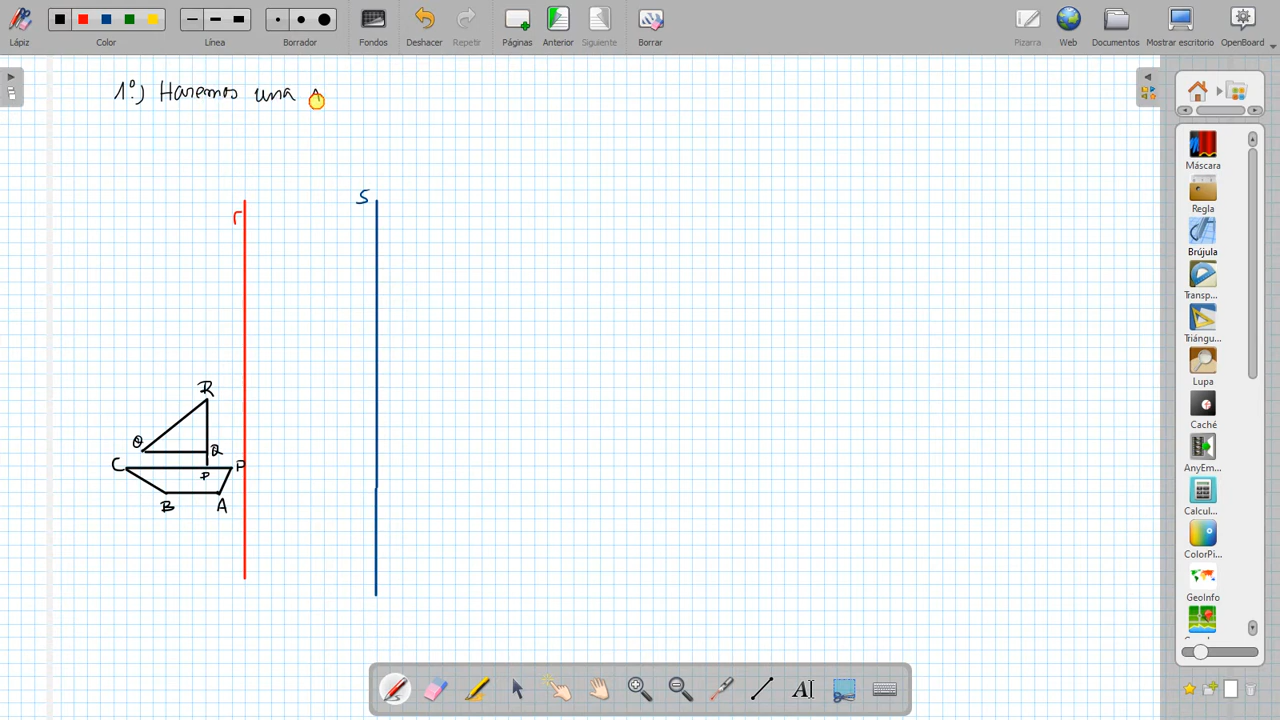 Lápiz
Color
Línea
Borrador
Fondos
Deshacer
Repetir
Páginas
Anterior
Siguiente
Borrar
Pizarra
Web
Documentos
Mostrar escritorio
OpenBoard
1º.) Haremos una
r
S
R
Q
Q
C
P
P
B
A
Máscara
Regla
Brújula
Transp...
Triángu...
Lupa
Caché
AnyEm...
Calcul...
ColorPi...
GeoInfo